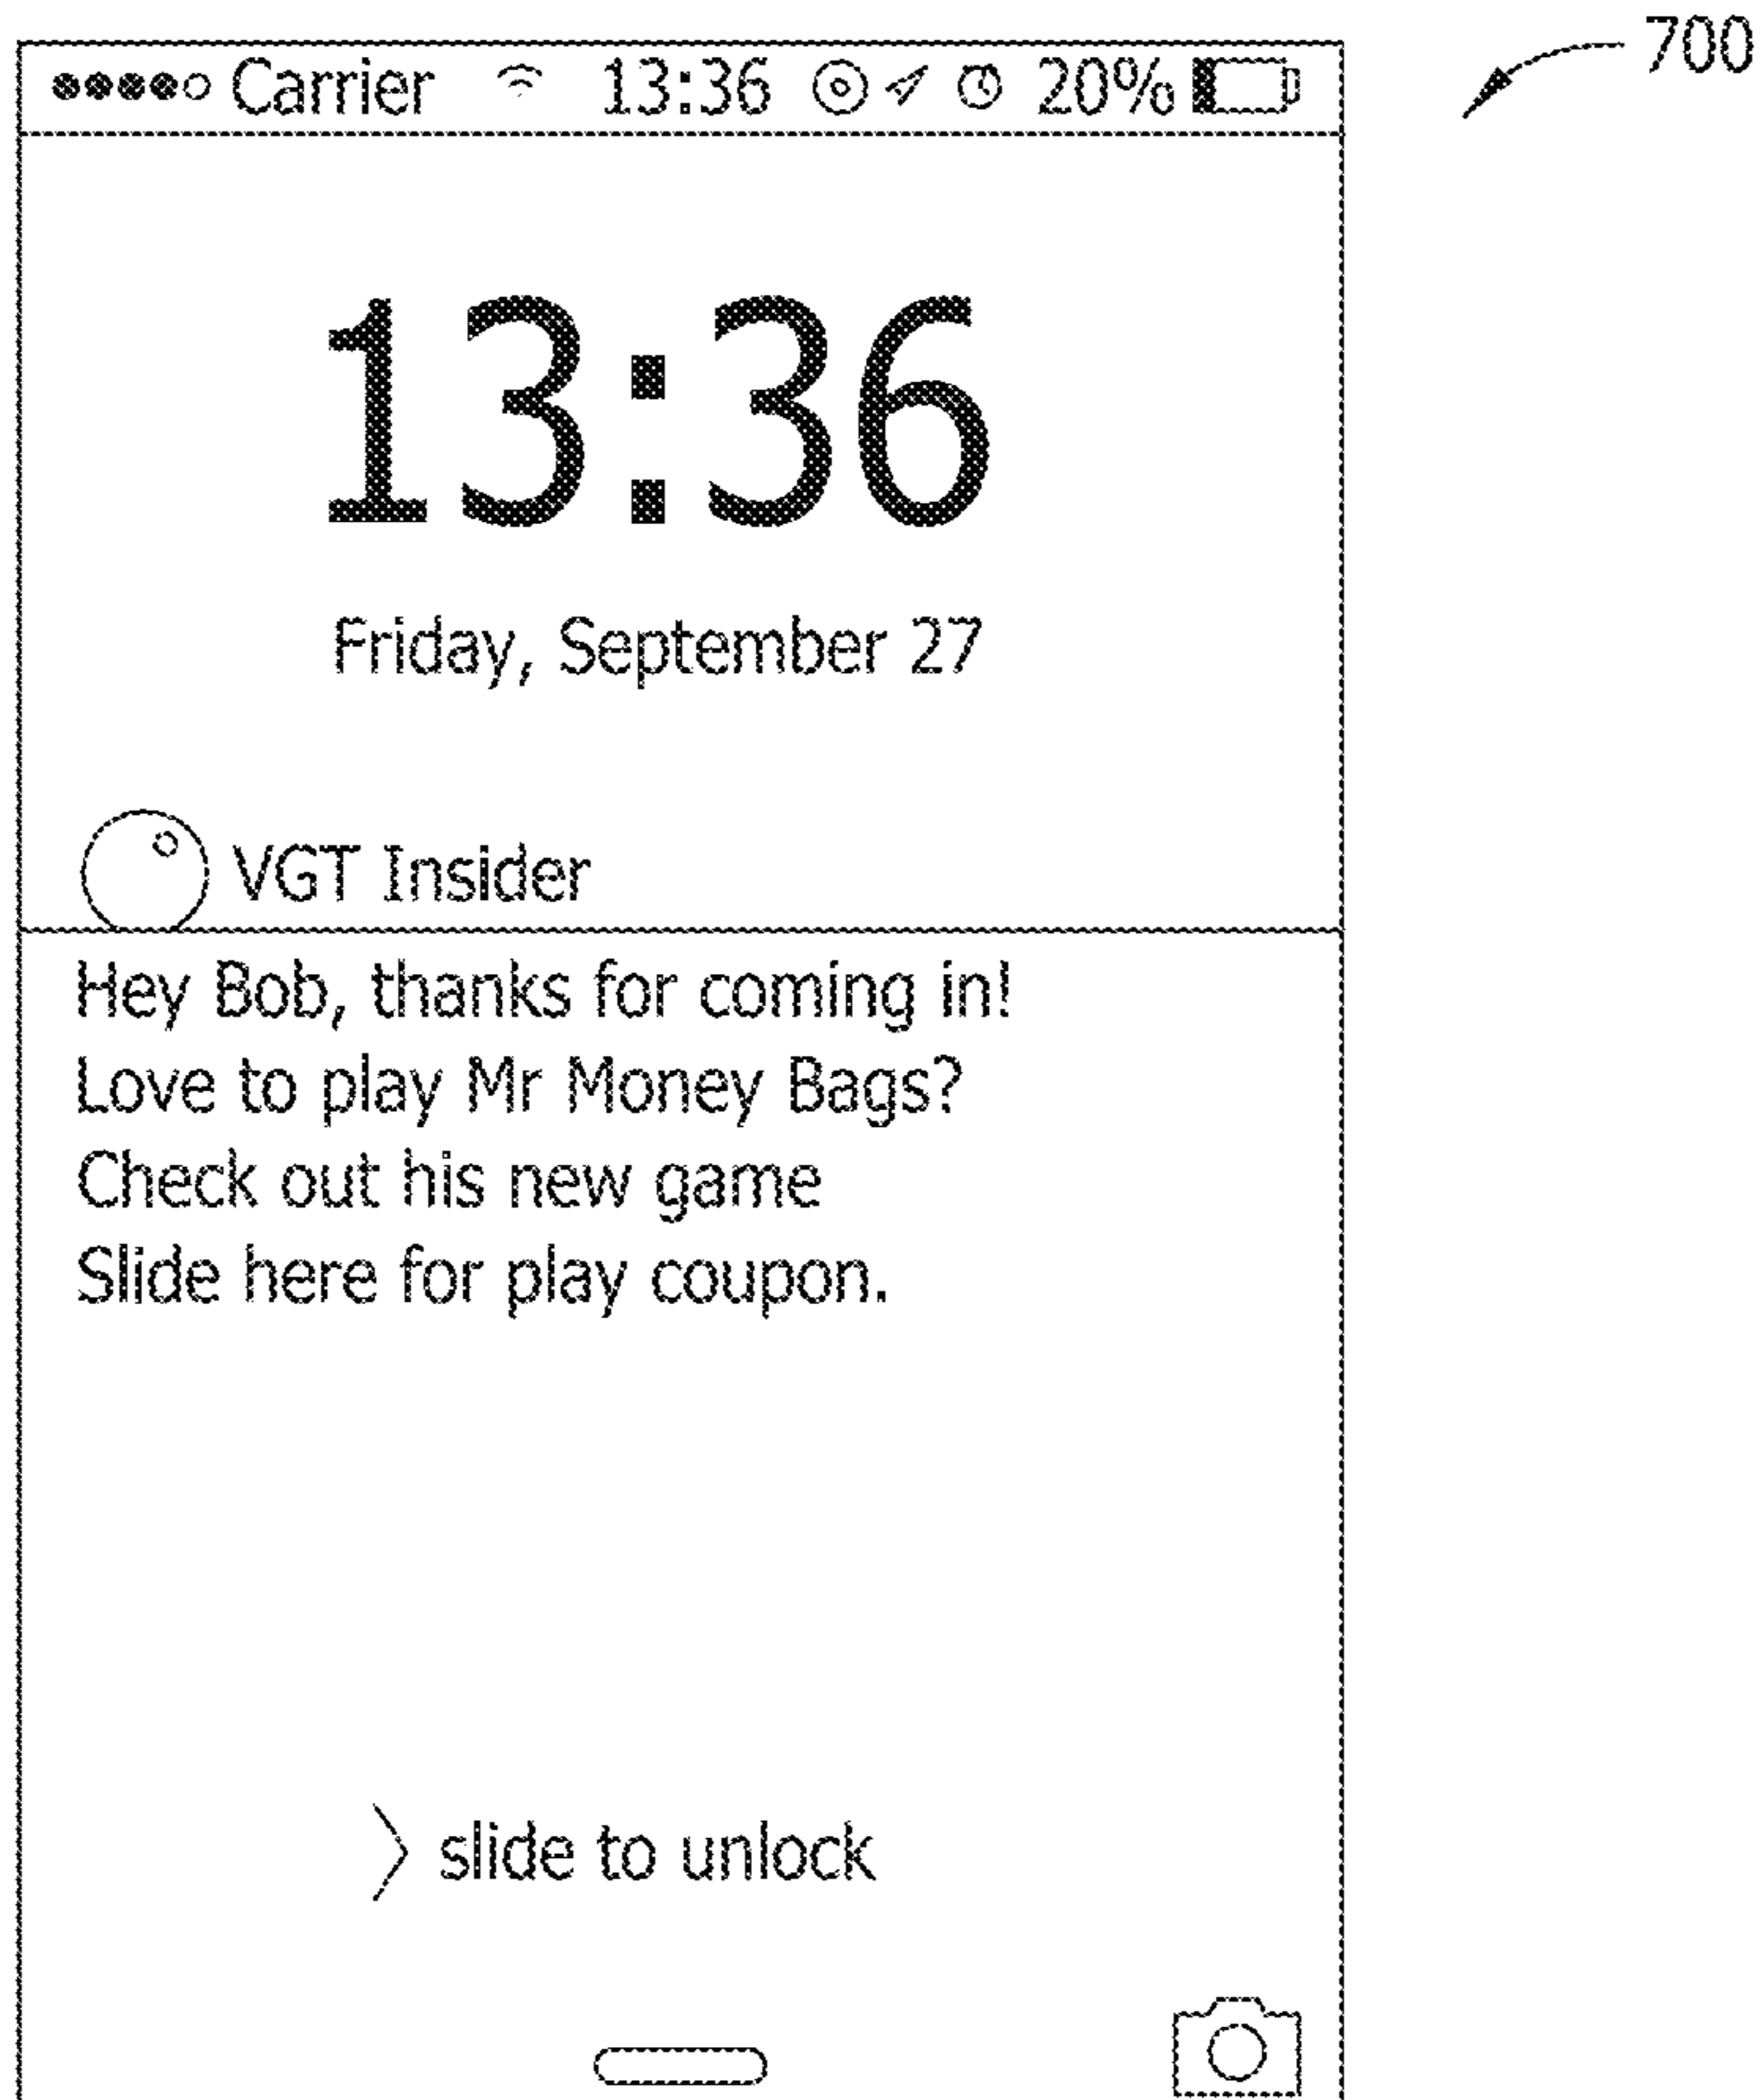 700
Carrier 13:36 20%
13:36
Friday, September 27
VGT Insider
Hey Bob, thanks for coming in!
Love to play Mr Money Bags?
Check out his new game
Slide here for play coupon.
slide to unlock